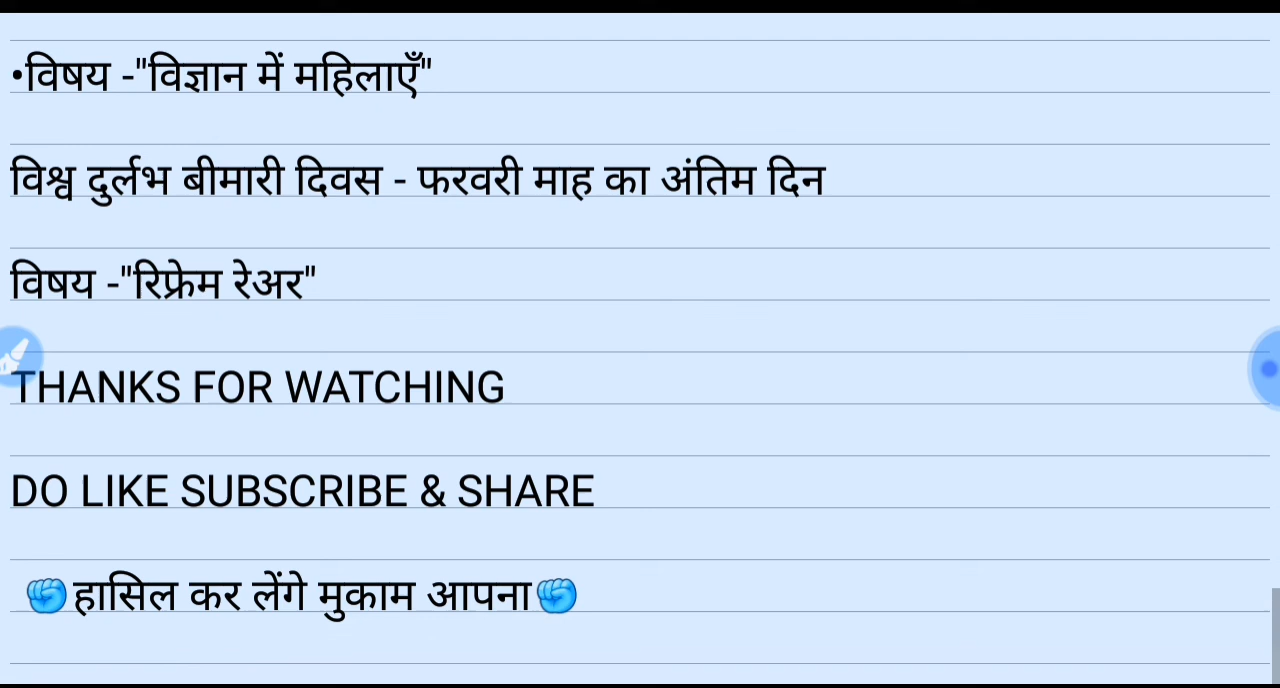 •विषय -"विज्ञान में महिलाएँ"
विश्व दुर्लभ बीमारी दिवस - फरवरी माह का अंतिम दिन
विषय -"रिफ्रेम रेअर"
THANKS FOR WATCHING
DO LIKE SUBSCRIBE & SHARE
✊हासिल कर लेंगे मुकाम आपना✊